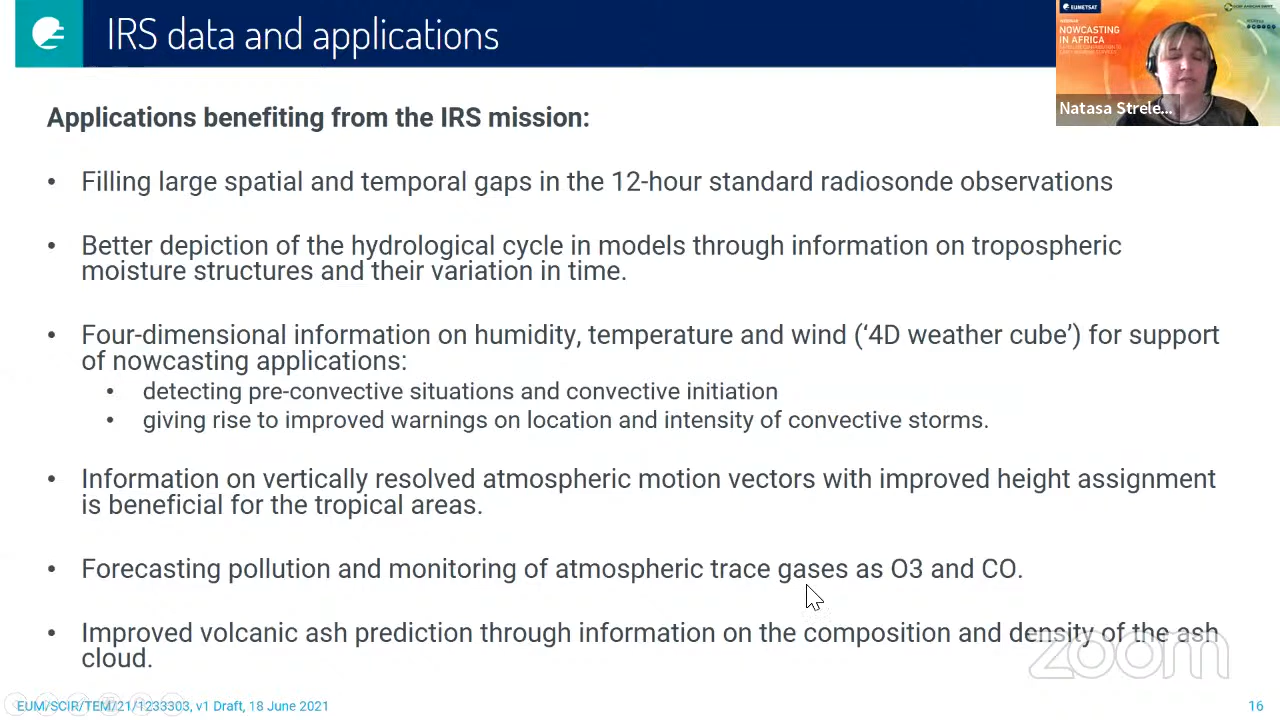 IRS data and applications
EUMETSAT
NOWCASTING
IN AFRICA
Natasa Strele...
Applications benefiting from the IRS mission:
• Filling large spatial and temporal gaps in the 12-hour standard radiosonde observations
• Better depiction of the hydrological cycle in models through information on tropospheric
moisture structures and their variation in time.
• Four-dimensional information on humidity, temperature and wind (‘4D weather cube’) for support
of nowcasting applications:
• detecting pre-convective situations and convective initiation
• giving rise to improved warnings on location and intensity of convective storms.
• Information on vertically resolved atmospheric motion vectors with improved height assignment
is beneficial for the tropical areas.
• Forecasting pollution and monitoring of atmospheric trace gases as O3 and CO.
• Improved volcanic ash prediction through information on the composition and density of the ash
cloud.
zoom
EUM/SCIR/TEM/21/1233303, v1 Draft, 18 June 2021
16